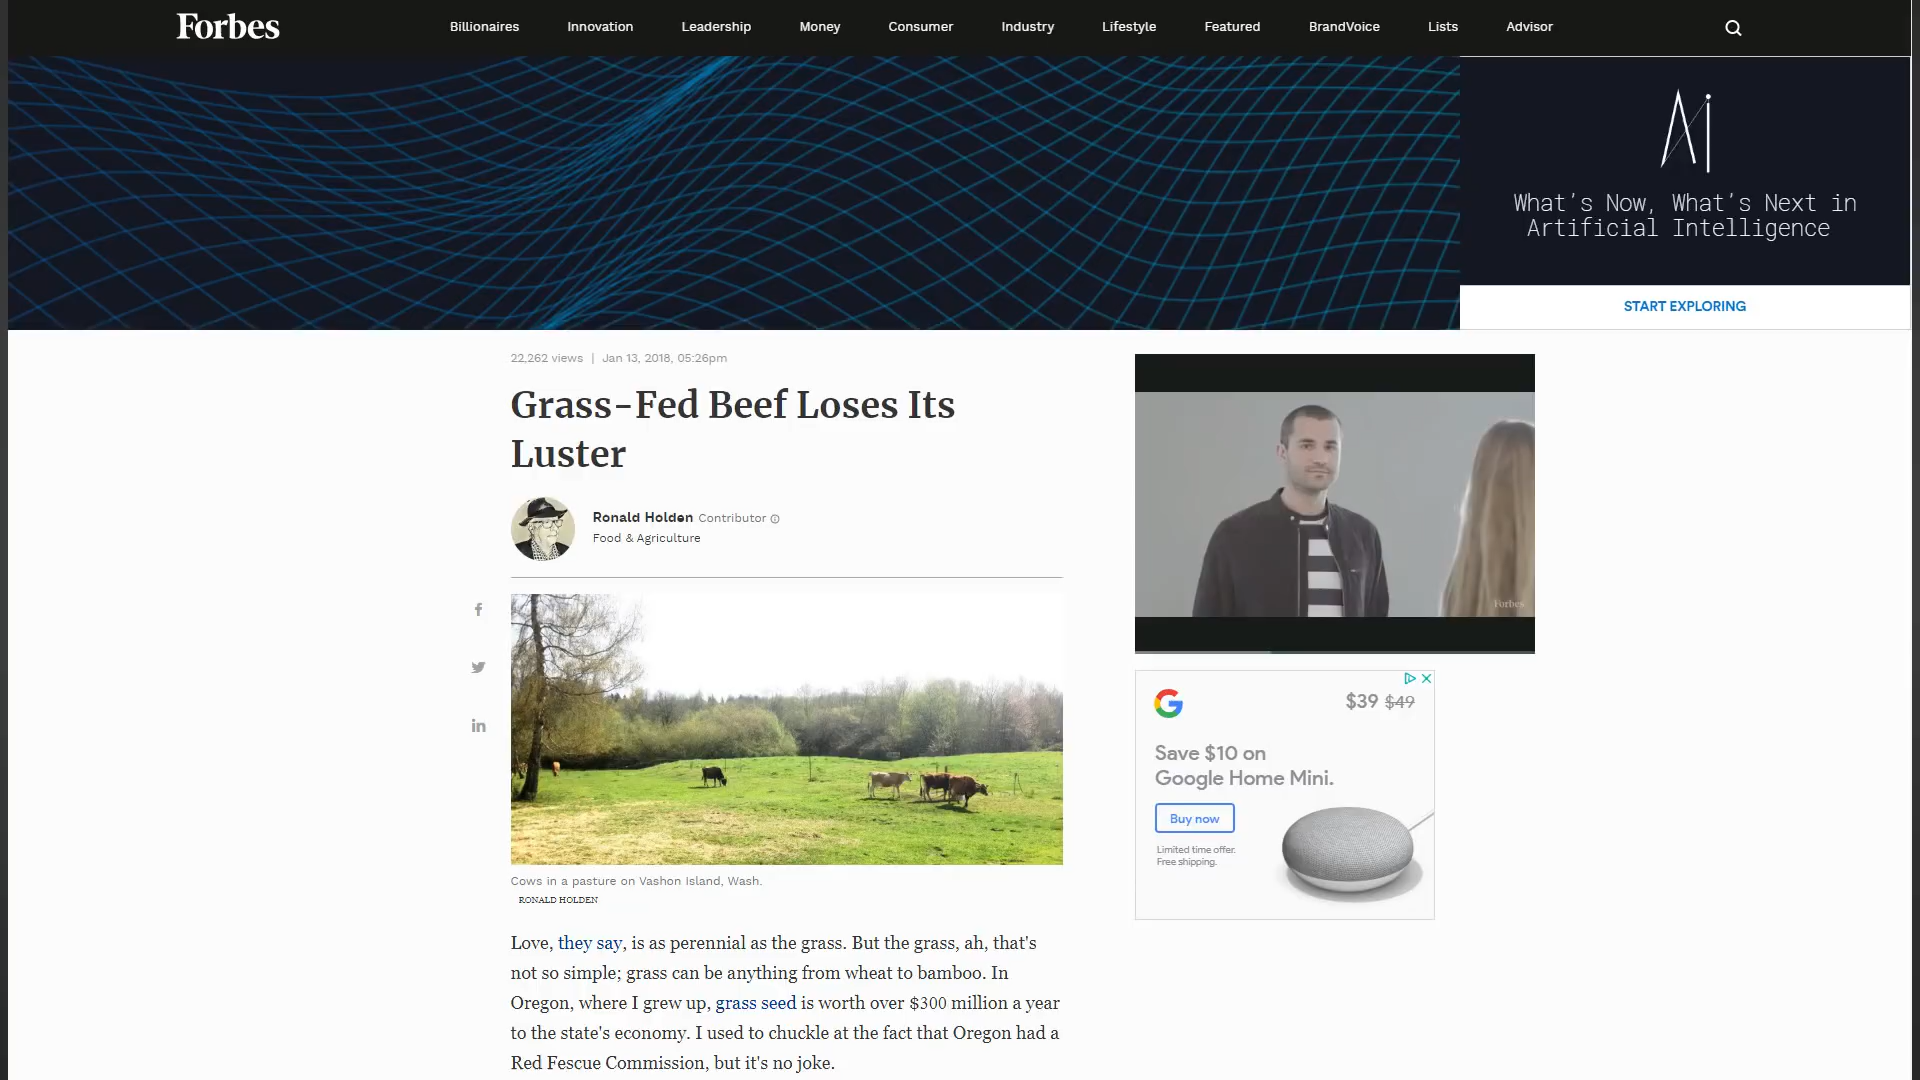 Forbes
Billionaires
Innovation
Leadership
Money
Consumer
Industry
Lifestyle
Featured
BrandVoice
Lists
Advisor
Ai
What's Now, What's Next in
Artificial Intelligence
START EXPLORING
22,262 views | Jan 13, 2018, 05:26pm
Grass-Fed Beef Loses Its
Luster
Ronald Holden Contributor
Food & Agriculture
f
in
Cows in a pasture on Vashon Island, Wash.
RONALD HOLDEN
Love, they say, is as perennial as the grass. But the grass, ah, that's
not so simple; grass can be anything from wheat to bamboo. In
Oregon, where I grew up, grass seed is worth over $300 million a year
to the state's economy. I used to chuckle at the fact that Oregon had a
Red Fescue Commission, but it's no joke.
Forbes
G
$39 $49
Save $10 on
Google Home Mini.
Buy now
Limited time offer.
Free shipping.